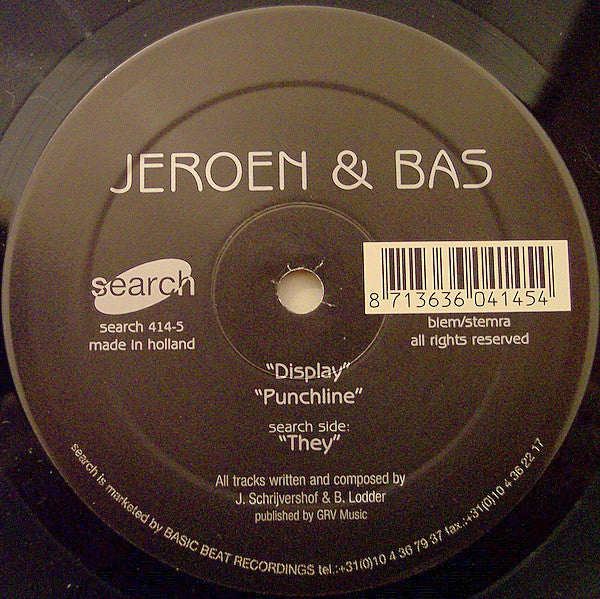 JEROEN & BAS
search
search 414-5
made in holland
8 713636 041454
biem/stemra
all rights reserved
"Display"
"Punchline"
search side:
"They"
All tracks written and composed by
J. Schrijvershof & B. Lodder
published by GRV Music
search is marketed by BASIC BEAT RECORDINGS tel.:+31(0)10 4 36 79 37 fax.:+31(0)10 4 36 22 17